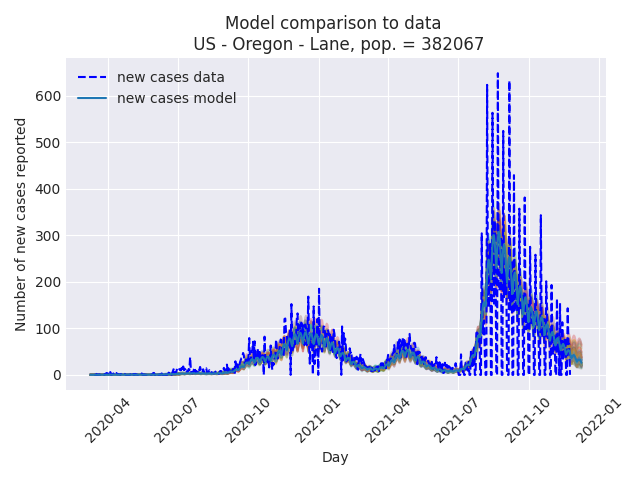 Model comparison to data
US - Oregon - Lane, pop. = 382067
new cases data
new cases model
Number of new cases reported
600
500
400
300
200
100
0
2020-04
2020-07
2020-10
2021-01
2021-04
2021-07
2021-10
2022-01
Day